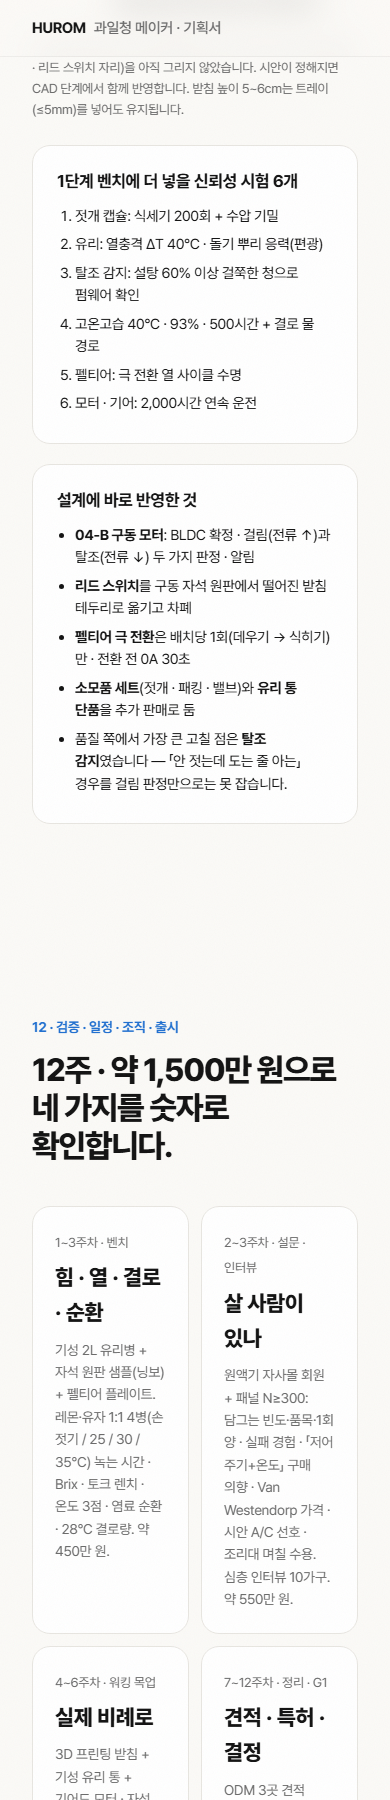 HUROM 과일청 메이커 · 기획서
· 리드 스위치 자리)을 아직 그리지 않았습니다. 시안이 정해지면
CAD 단계에서 함께 반영합니다. 받침 높이 5~6cm는 트레이
(≤5mm)를 넣어도 유지됩니다.
1단계 벤치에 더 넣을 신뢰성 시험 6개
1. 젓개 캡슐: 식세기 200회 + 수압 기밀
2. 유리: 열충격 ΔT 40°C · 돌기 뿌리 응력(편광)
3. 탈조 감지: 설탕 60% 이상 걸쭉한 청으로
펌웨어 확인
4. 고온고습 40°C · 93% · 500시간 + 결로 물
경로
5. 펠티어: 극 전환 열 사이클 수명
6. 모터 · 기어: 2,000시간 연속 운전
설계에 바로 반영한 것
• 04-B 구동 모터: BLDC 확정 · 걸림(전류 ↑)과
탈조(전류 ↓) 두 가지 판정 · 알림
• 리드 스위치를 구동 자석 원판에서 떨어진 받침
테두리로 옮기고 차폐
• 펠티어 극 전환은 배치당 1회(데우기 → 식히기)
만 · 전환 전 0A 30초
• 소모품 세트(젓개 · 패킹 · 밸브)와 유리 통
단품을 추가 판매로 둠
• 품질 쪽에서 가장 큰 고칠 점은 탈조
감지였습니다 — 「안 젓는데 도는 줄 아는」
경우를 걸림 판정만으로는 못 잡습니다.
12 · 검증 · 일정 · 조직 · 출시
12주 · 약 1,500만 원으로
네 가지를 숫자로
확인합니다.
1~3주차 · 벤치
힘 · 열 · 결로
· 순환
기성 2L 유리병 +
자석 원판 샘플(닝보)
+ 펠티어 플레이트.
레몬·유자 1:1 4병(손
젓기 / 25 / 30 /
35°C) 녹는 시간 ·
Brix · 토크 렌치 ·
온도 3점 · 염료 순환
· 28°C 결로량. 약
450만 원.
2~3주차 · 설문 ·
인터뷰
살 사람이
있나
원액기 자사몰 회원
+ 패널 N≥300:
담그는 빈도·품목·1회
양 · 실패 경험 · 「저어
주기+온도」 구매
의향 · Van
Westendorp 가격 ·
시안 A/C 선호 ·
조리대 며칠 수용.
심층 인터뷰 10가구.
약 550만 원.
4~6주차 · 워킹 목업
실제 비례로
3D 프린팅 받침 +
기성 유리 통 +
기어드 모터 · 자석
7~12주차 · 정리 · G1
견적 · 특허 ·
결정
ODM 3곳 견적